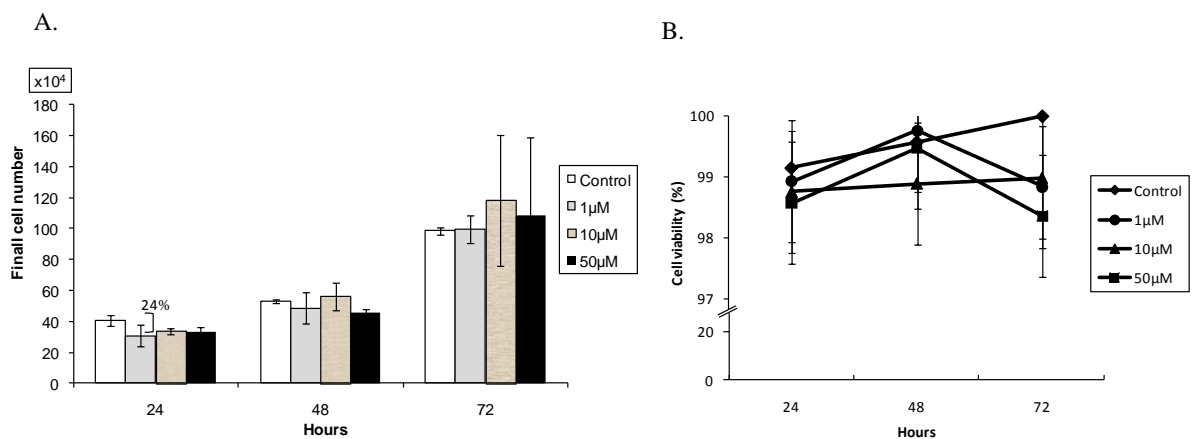 A.
x10⁴
180
160
140
120
100
80
60
40
20
0
Finall cell number
24%
24
48
72
Hours
Control
1µM
10µM
50µM
B.
100
99
98
97
20
0
Cell viability (%)
24
48
72
Hours
Control
1µM
10µM
50µM